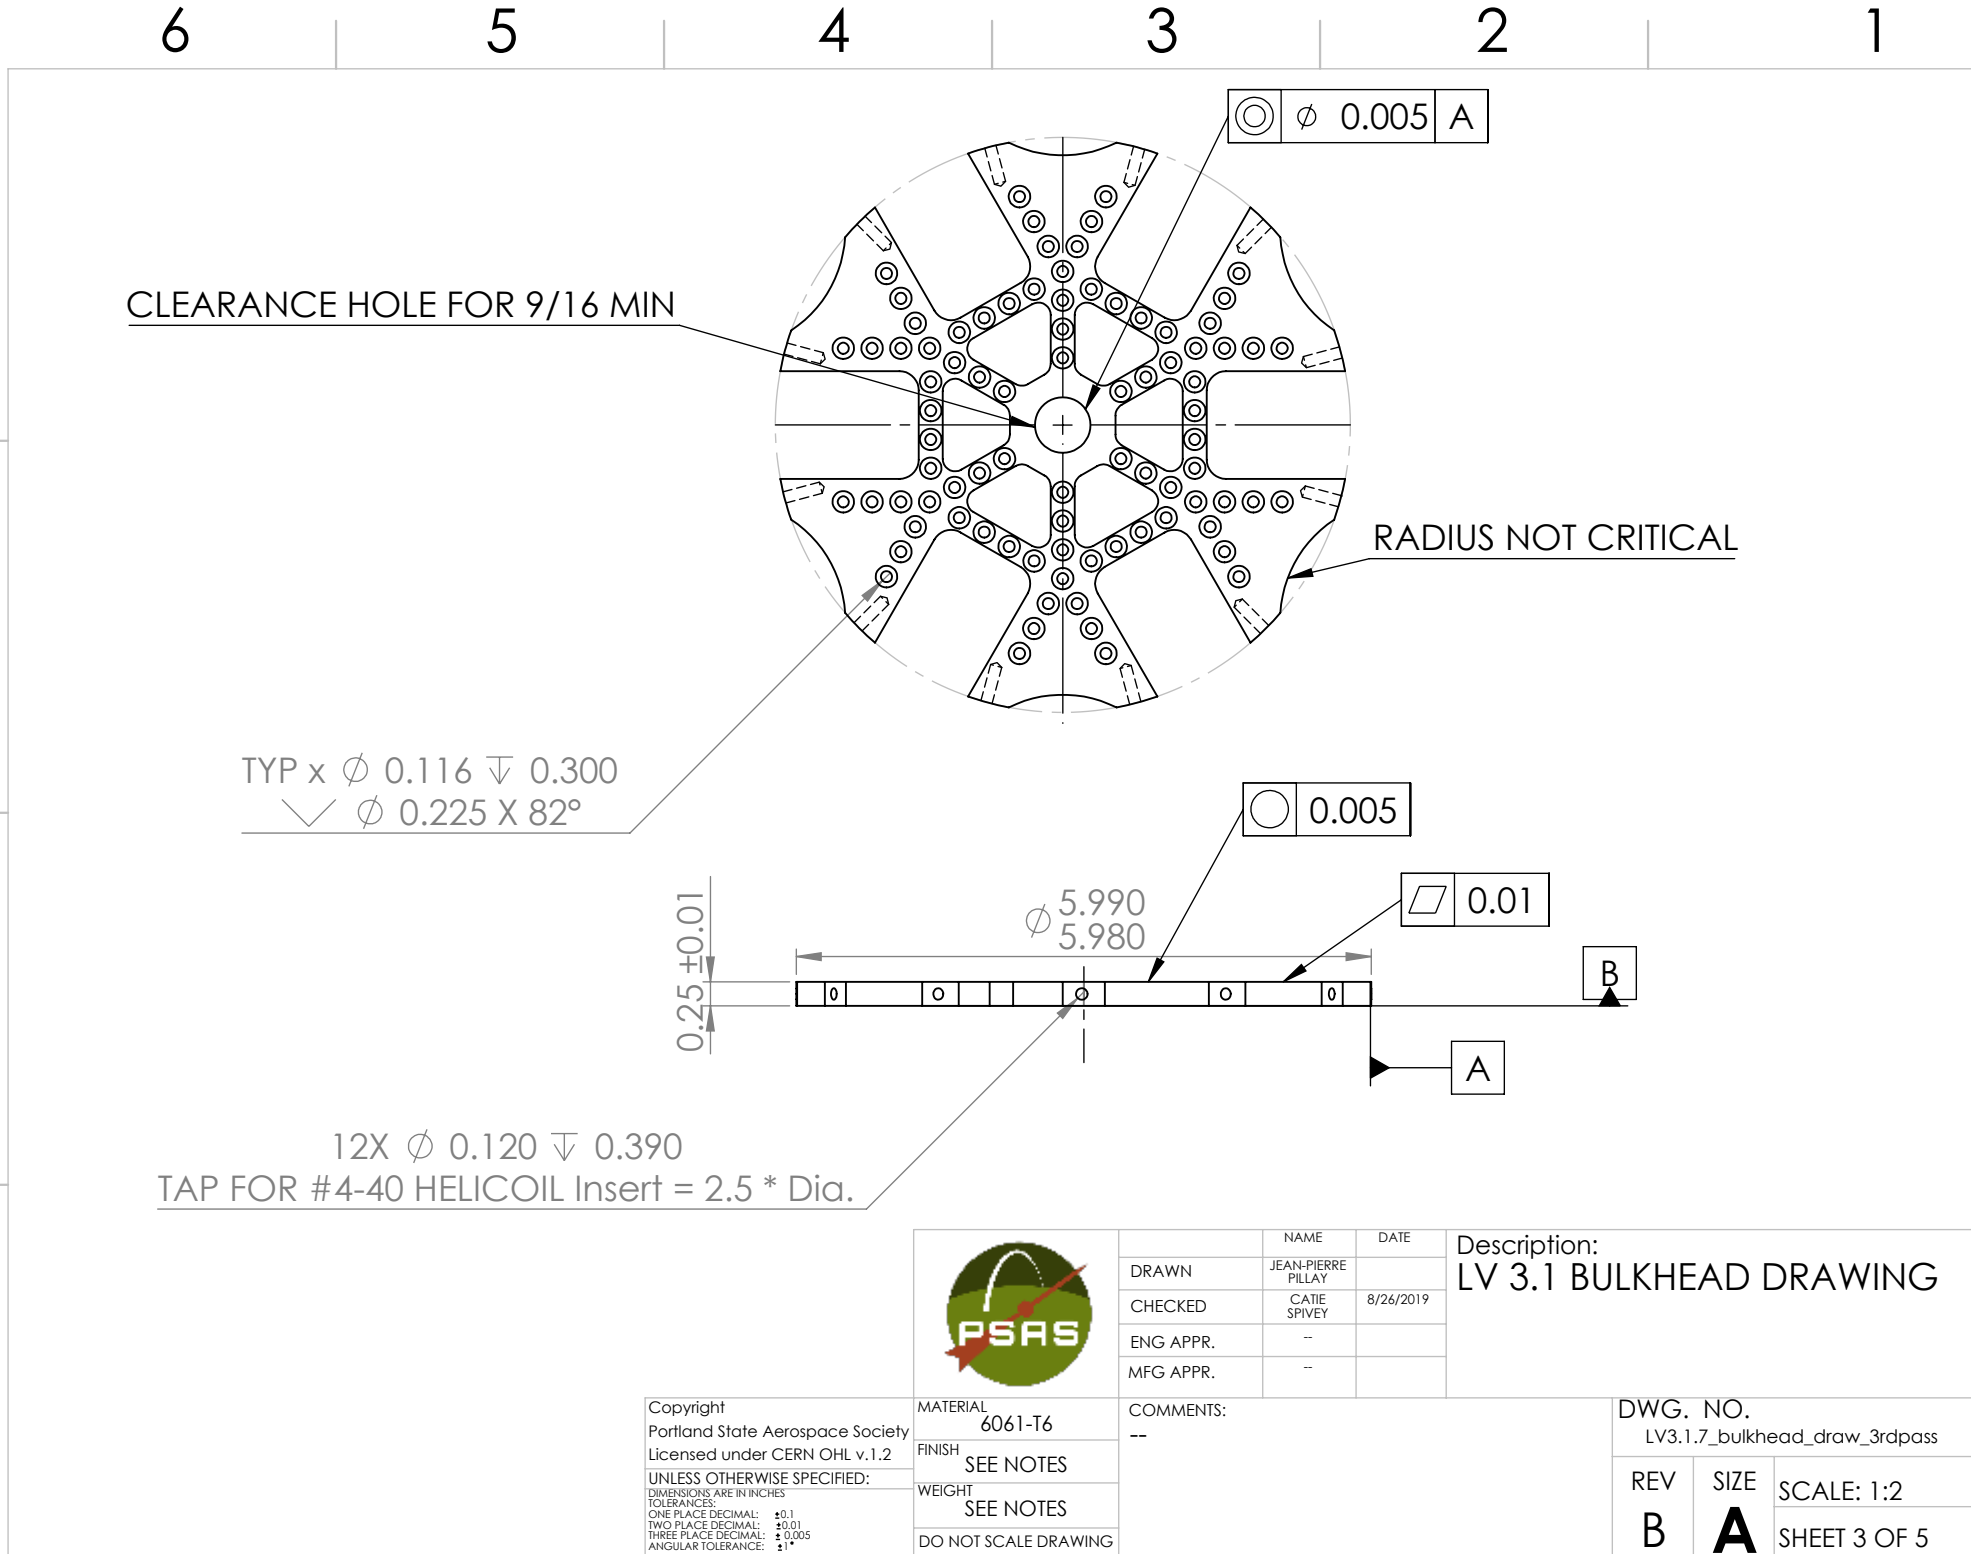 6 5 4 3 2 1
⌀ 0.005 A
CLEARANCE HOLE FOR 9/16 MIN
RADIUS NOT CRITICAL
TYP x ⌀ 0.116 ↧ 0.300
⌵ ⌀ 0.225 X 82°
0.005
0.01
⌀ 5.990
5.980
0.25 ±0.01
B
A
12X ⌀ 0.120 ↧ 0.390
TAP FOR #4-40 HELICOIL Insert = 2.5 * Dia.
PSAS
NAME DATE
DRAWN JEAN-PIERRE PILLAY
CHECKED CATIE SPIVEY 8/26/2019
ENG APPR. --
MFG APPR. --
Description:
LV 3.1 BULKHEAD DRAWING
Copyright
Portland State Aerospace Society
Licensed under CERN OHL v.1.2
UNLESS OTHERWISE SPECIFIED:
DIMENSIONS ARE IN INCHES
TOLERANCES:
ONE PLACE DECIMAL: ±0.1
TWO PLACE DECIMAL: ±0.01
THREE PLACE DECIMAL: ± 0.005
ANGULAR TOLERANCE: ±1°
MATERIAL
6061-T6
FINISH
SEE NOTES
WEIGHT
SEE NOTES
DO NOT SCALE DRAWING
COMMENTS:
--
DWG. NO.
LV3.1.7_bulkhead_draw_3rdpass
REV
B
SIZE
A
SCALE: 1:2
SHEET 3 OF 5